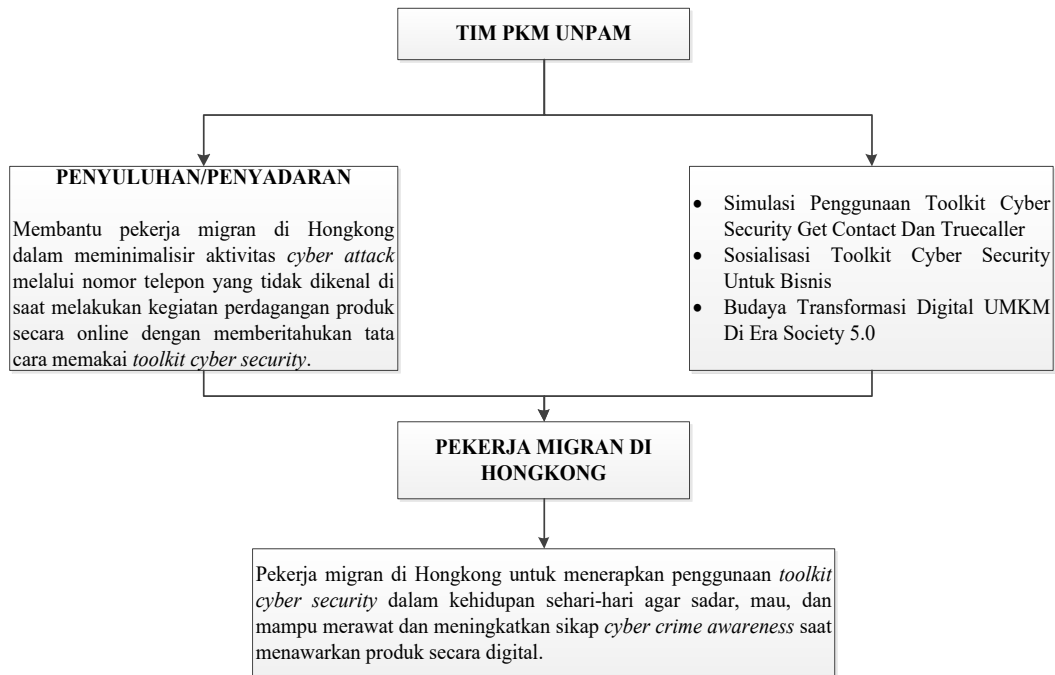 TIM PKM UNPAM
PENYULUHAN/PENYADARAN
Membantu pekerja migran di Hongkong
dalam meminimalisir aktivitas cyber attack
melalui nomor telepon yang tidak dikenal di
saat melakukan kegiatan perdagangan produk
secara online dengan memberitahukan tata
cara memakai toolkit cyber security.
• Simulasi Penggunaan Toolkit Cyber
Security Get Contact Dan Truecaller
• Sosialisasi Toolkit Cyber Security
Untuk Bisnis
• Budaya Transformasi Digital UMKM
Di Era Society 5.0
PEKERJA MIGRAN DI
HONGKONG
Pekerja migran di Hongkong untuk menerapkan penggunaan toolkit
cyber security dalam kehidupan sehari-hari agar sadar, mau, dan
mampu merawat dan meningkatkan sikap cyber crime awareness saat
menawarkan produk secara digital.